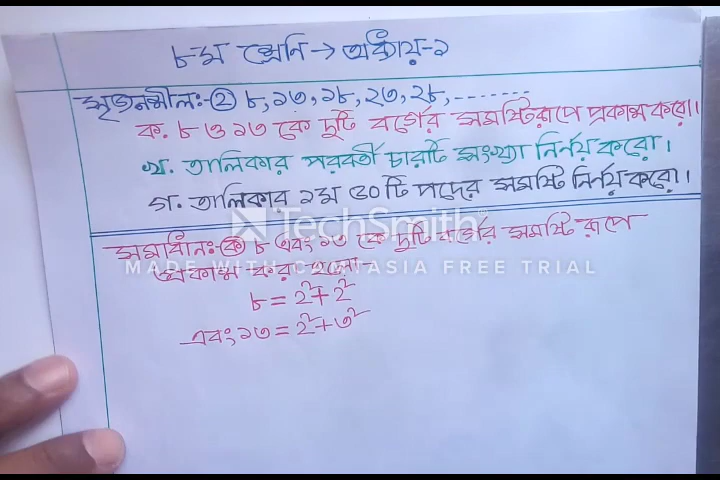 ৮ম শ্রেণি → অধ্যায়-১
সৃজনশীল:-② ৮, ১৩, ১৮, ২৩, ২৮, .......
ক. ৮ ও ১৩ কে দুটি বর্গের সমষ্টিরূপে প্রকাশ করো।
খ. তালিকার পরবর্তী চারটি সংখ্যা নির্ণয় করো।
গ. তালিকার ১ম ৩০টি পদের সমষ্টি নির্ণয় করো।
TechSmith
সমাধান:-ক ৮ এবং ১৩ কে দুটি বর্গের সমষ্টি রূপে
MADE WITH CAMTASIA FREE TRIAL
প্রকাশ করা হলো-
৮ = ২²+২²
এবং ১৩ = ২²+৩²